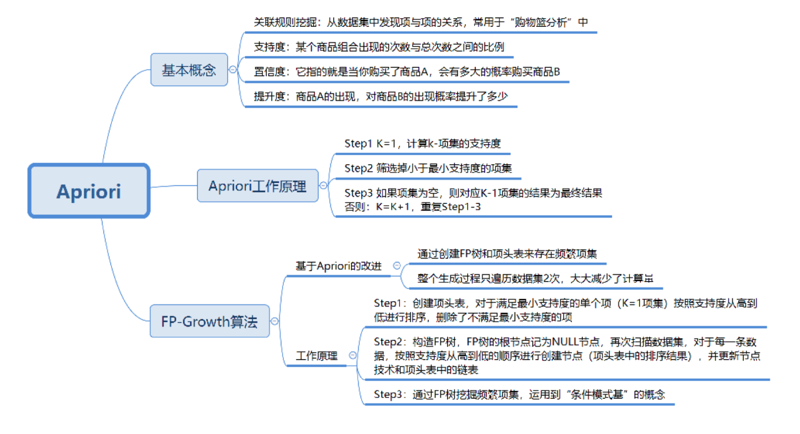 关联规则挖掘：从数据集中发现项与项的关系，常用于“购物篮分析”中
支持度：某个商品组合出现的次数与总次数之间的比例
基本概念
置信度：它指的就是当你购买了商品A，会有多大的概率购买商品B
提升度：商品A的出现，对商品B的出现概率提升了多少
Apriori
Step1 K=1，计算k-项集的支持度
Apriori工作原理
Step2 筛选掉小于最小支持度的项集
Step3 如果项集为空，则对应K-1项集的结果为最终结果
否则：K=K+1，重复Step1-3
FP-Growth算法
基于Apriori的改进
通过创建FP树和项头表来存在频繁项集
整个生成过程只遍历数据集2次，大大减少了计算量
工作原理
Step1：创建项头表，对于满足最小支持度的单个项（K=1项集）按照支持度从高到
低进行排序，删除了不满足最小支持度的项
Step2：构造FP树，FP树的根节点记为NULL节点，再次扫描数据集，对于每一条数
据，按照支持度从高到低的顺序进行创建节点（项头表中的排序结果），并更新节点
技术和项头表中的链表
Step3：通过FP树挖掘频繁项集，运用到“条件模式基”的概念